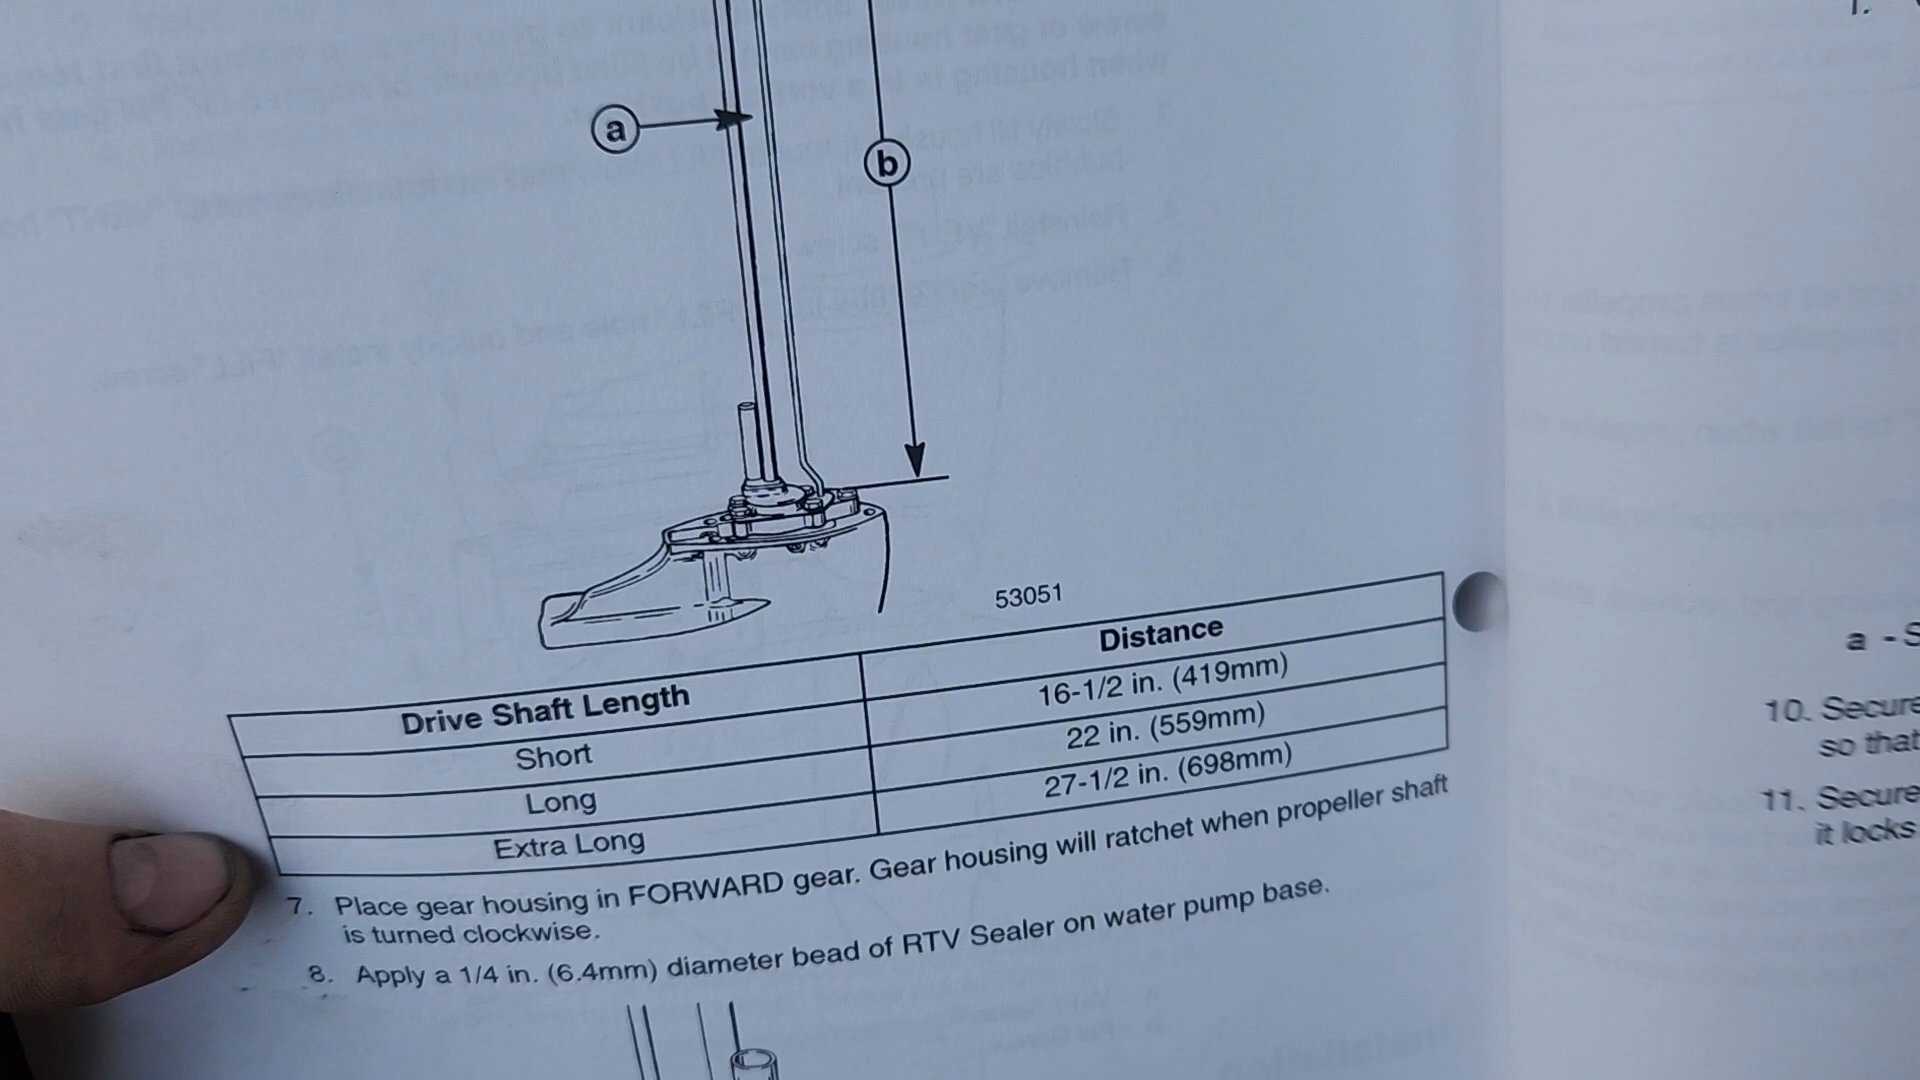 a
b
53051
Drive Shaft Length Distance
Short 16-1/2 in. (419mm)
Long 22 in. (559mm)
Extra Long 27-1/2 in. (698mm)
7. Place gear housing in FORWARD gear. Gear housing will ratchet when propeller shaft
is turned clockwise.
8. Apply a 1/4 in. (6.4mm) diameter bead of RTV Sealer on water pump base.
a - S
10. Secure
so that
11. Secure
it locks